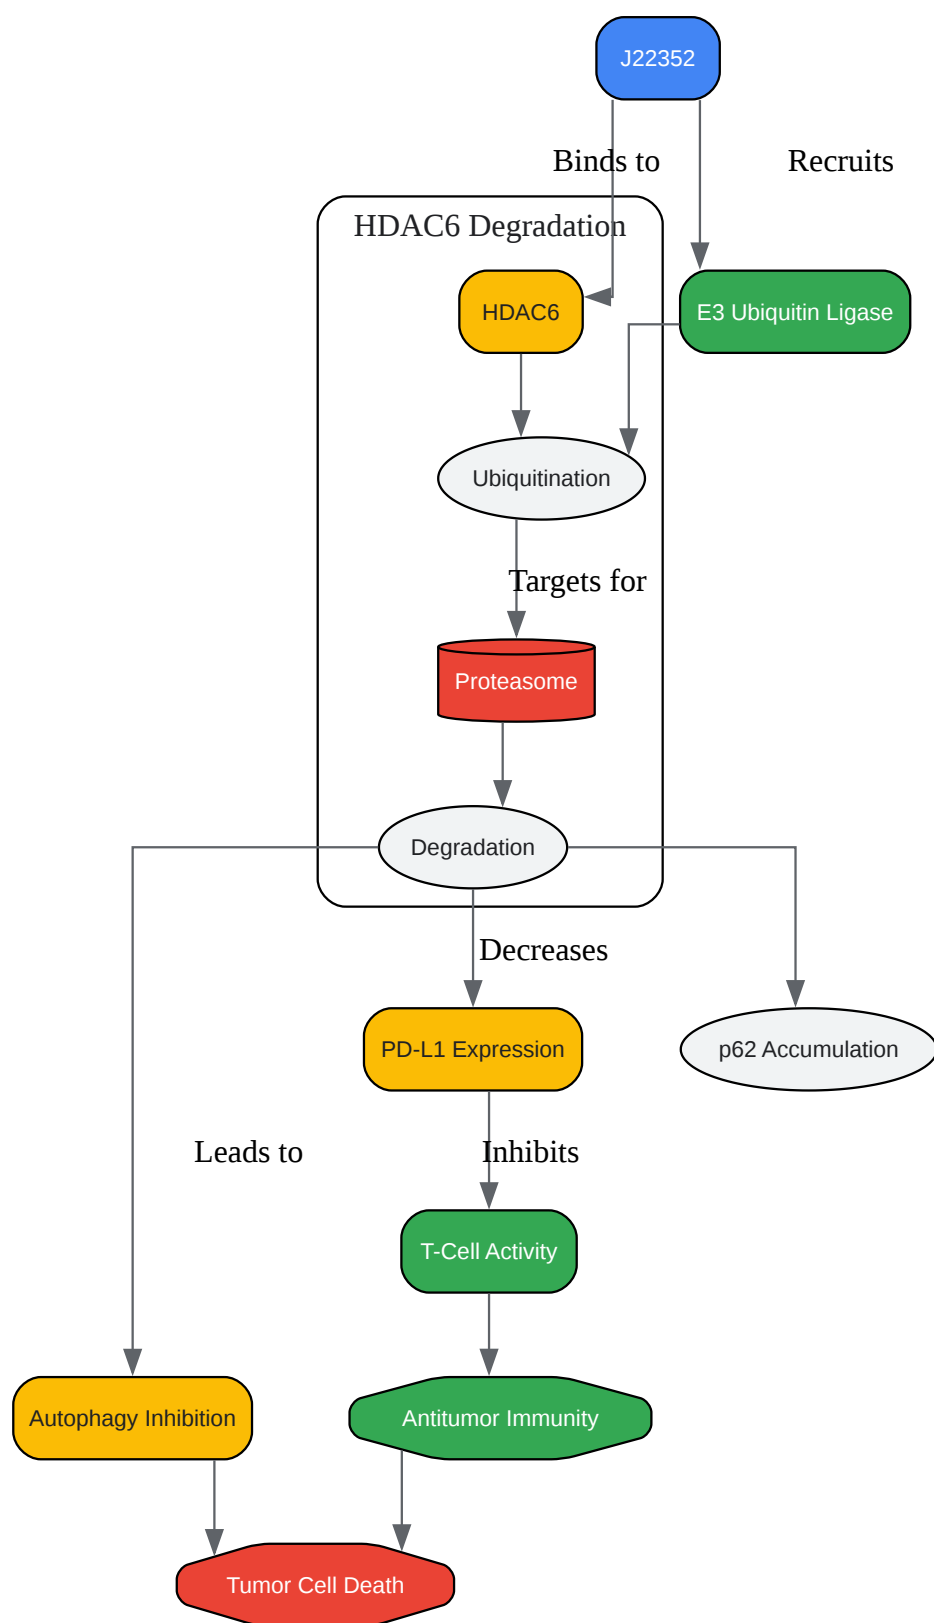 J22352
Binds to
Recruits
HDAC6 Degradation
HDAC6
E3 Ubiquitin Ligase
Ubiquitination
Targets for
Proteasome
Degradation
Decreases
PD-L1 Expression
p62 Accumulation
Leads to
Inhibits
T-Cell Activity
Autophagy Inhibition
Antitumor Immunity
Tumor Cell Death